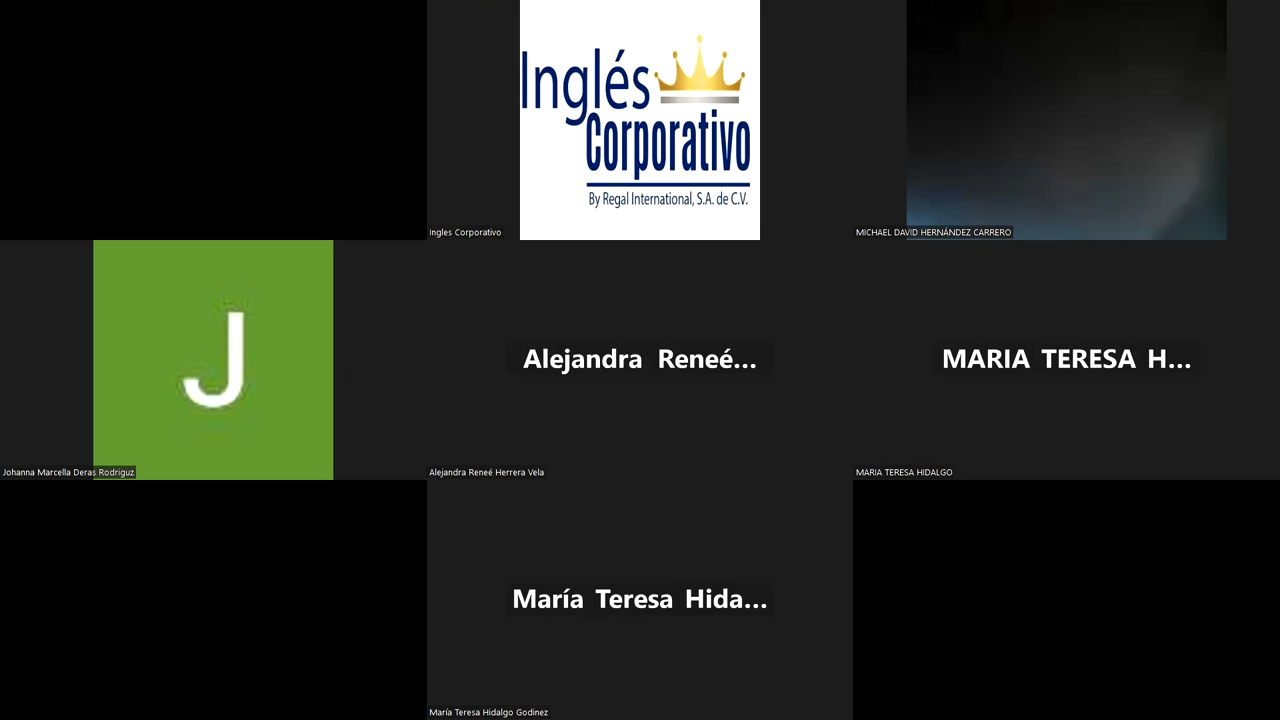 Inglés
Corporativo
By Regal International, S.A. de C.V.
Ingles Corporativo
MICHAEL DAVID HERNÁNDEZ CARRERO
J
Johanna Marcella Deras Rodriguz
Alejandra Reneé...
Alejandra Reneé Herrera Vela
MARIA TERESA H...
MARIA TERESA HIDALGO
María Teresa Hida...
María Teresa Hidalgo Godinez